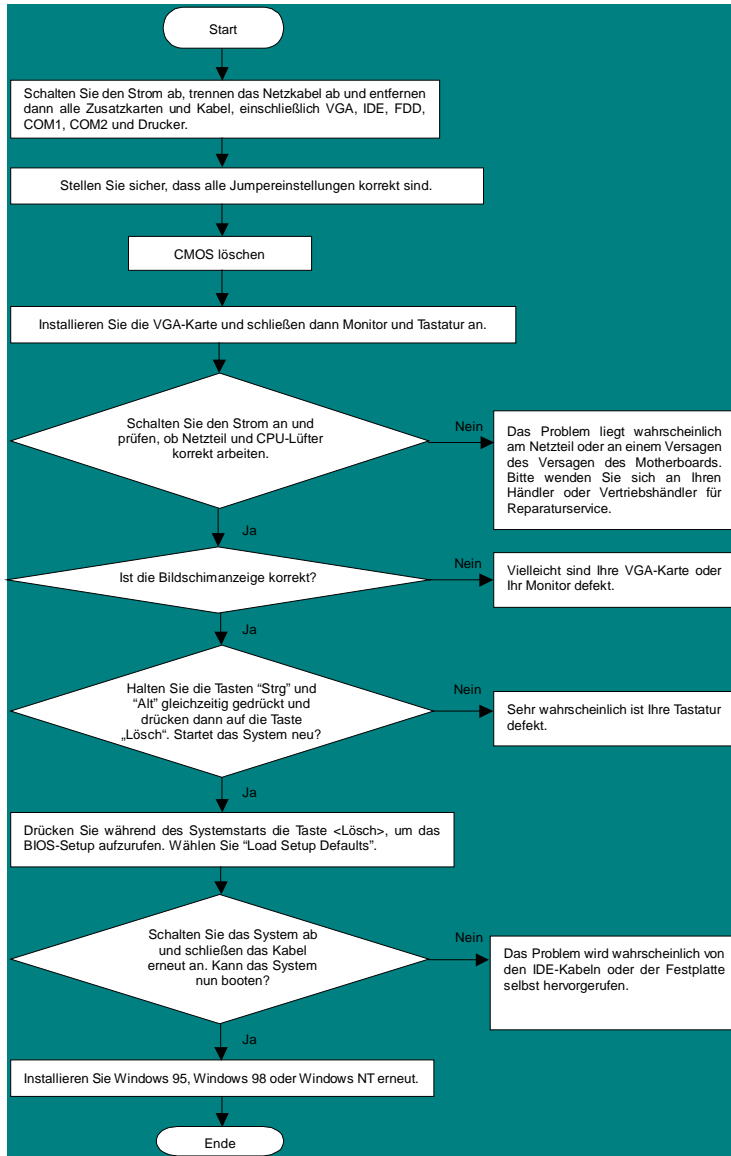 Start
Schalten Sie den Strom ab, trennen das Netzkabel ab und entfernen
dann alle Zusatzkarten und Kabel, einschließlich VGA, IDE, FDD,
COM1, COM2 und Drucker.
Stellen Sie sicher, dass alle Jumpereinstellungen korrekt sind.
CMOS löschen
Installieren Sie die VGA-Karte und schließen dann Monitor und Tastatur an.
Schalten Sie den Strom an und
prüfen, ob Netzteil und CPU-Lüfter
korrekt arbeiten.
Nein
Das Problem liegt wahrscheinlich
am Netzteil oder an einem Versagen
des Versagen des Motherboards.
Bitte wenden Sie sich an Ihren
Händler oder Vertriebshändler für
Reparaturservice.
Ja
Ist die Bildschimanzeige korrekt?
Nein
Vielleicht sind Ihre VGA-Karte oder
Ihr Monitor defekt.
Ja
Halten Sie die Tasten “Strg” und
“Alt” gleichzeitig gedrückt und
drücken dann auf die Taste
„Lösch“. Startet das System neu?
Nein
Sehr wahrscheinlich ist Ihre Tastatur
defekt.
Ja
Drücken Sie während des Systemstarts die Taste <Lösch>, um das
BIOS-Setup aufzurufen. Wählen Sie “Load Setup Defaults”.
Schalten Sie das System ab
und schließen das Kabel
erneut an. Kann das System
nun booten?
Nein
Das Problem wird wahrscheinlich von
den IDE-Kabeln oder der Festplatte
selbst hervorgerufen.
Ja
Installieren Sie Windows 95, Windows 98 oder Windows NT erneut.
Ende